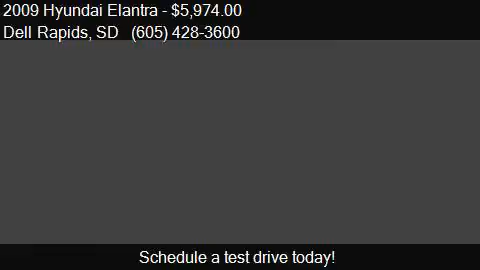 2009 Hyundai Elantra - $5,974.00
Dell Rapids, SD (605) 428-3600
Schedule a test drive today!